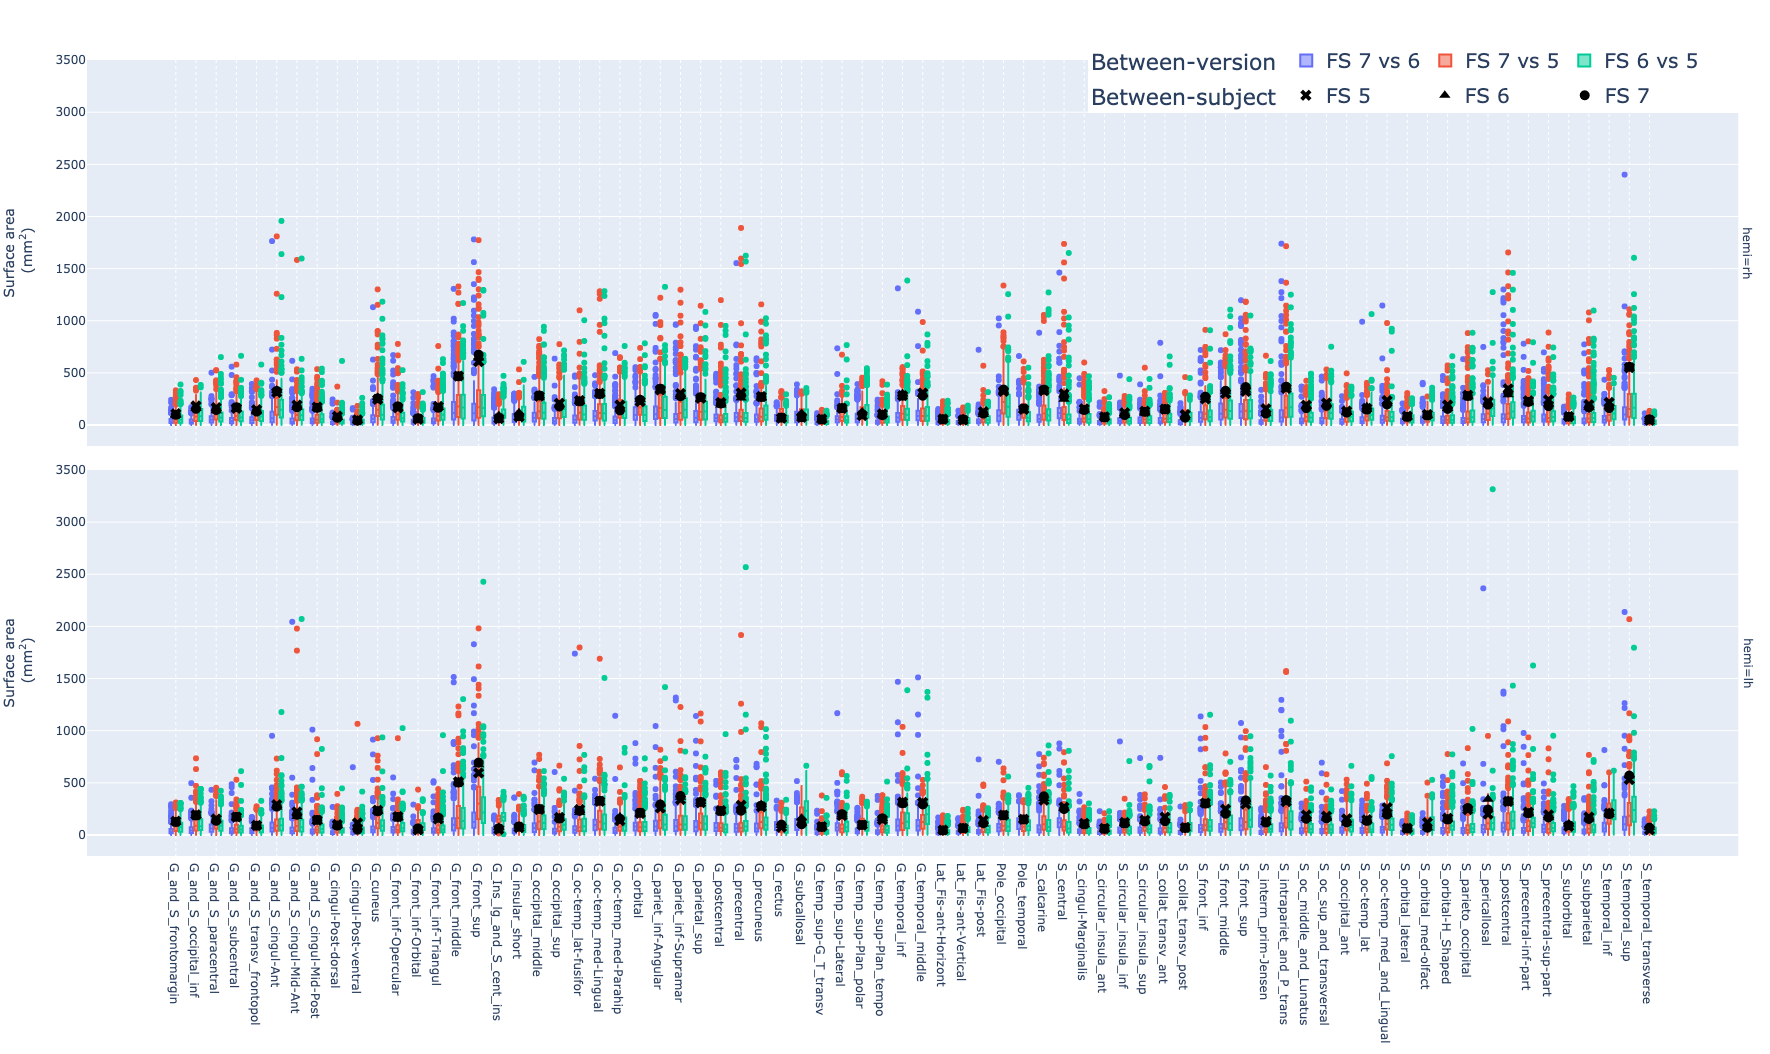 Between-version FS 7 vs 6 FS 7 vs 5 FS 6 vs 5
Between-subject FS 5 FS 6 FS 7
3500
3000
2500
2000
1500
1000
500
0
Surface area
(mm²)
hemi=rh
3500
3000
2500
2000
1500
1000
500
0
Surface area
(mm²)
hemi=lh
G_and_S_frontomargin
G_and_S_occipital_inf
G_and_S_paracentral
G_and_S_subcentral
G_and_S_transv_frontopol
G_and_S_cingul-Ant
G_and_S_cingul-Mid-Ant
G_and_S_cingul-Mid-Post
G_cingul-Post-dorsal
G_cingul-Post-ventral
G_cuneus
G_front_inf-Opercular
G_front_inf-Orbital
G_front_inf-Triangul
G_front_middle
G_front_sup
G_Ins_lg_and_S_cent_ins
G_insular_short
G_occipital_middle
G_occipital_sup
G_oc-temp_lat-fusifor
G_oc-temp_med-Lingual
G_oc-temp_med-Parahip
G_orbital
G_pariet_inf-Angular
G_pariet_inf-Supramar
G_parietal_sup
G_postcentral
G_precentral
G_precuneus
G_rectus
G_subcallosal
G_temp_sup-G_T_transv
G_temp_sup-Lateral
G_temp_sup-Plan_polar
G_temp_sup-Plan_tempo
G_temporal_inf
G_temporal_middle
Lat_Fis-ant-Horizont
Lat_Fis-ant-Vertical
Lat_Fis-post
Pole_occipital
Pole_temporal
S_calcarine
S_central
S_cingul-Marginalis
S_circular_insula_ant
S_circular_insula_inf
S_circular_insula_sup
S_collat_transv_ant
S_collat_transv_post
S_front_inf
S_front_middle
S_front_sup
S_interm_prim-Jensen
S_intrapariet_and_P_trans
S_oc_middle_and_Lunatus
S_oc_sup_and_transversal
S_occipital_ant
S_oc-temp_lat
S_oc-temp_med_and_Lingual
S_orbital_lateral
S_orbital_med-olfact
S_orbital-H_Shaped
S_parieto_occipital
S_pericallosal
S_postcentral
S_precentral-inf-part
S_precentral-sup-part
S_suborbital
S_subparietal
S_temporal_inf
S_temporal_sup
S_temporal_transverse